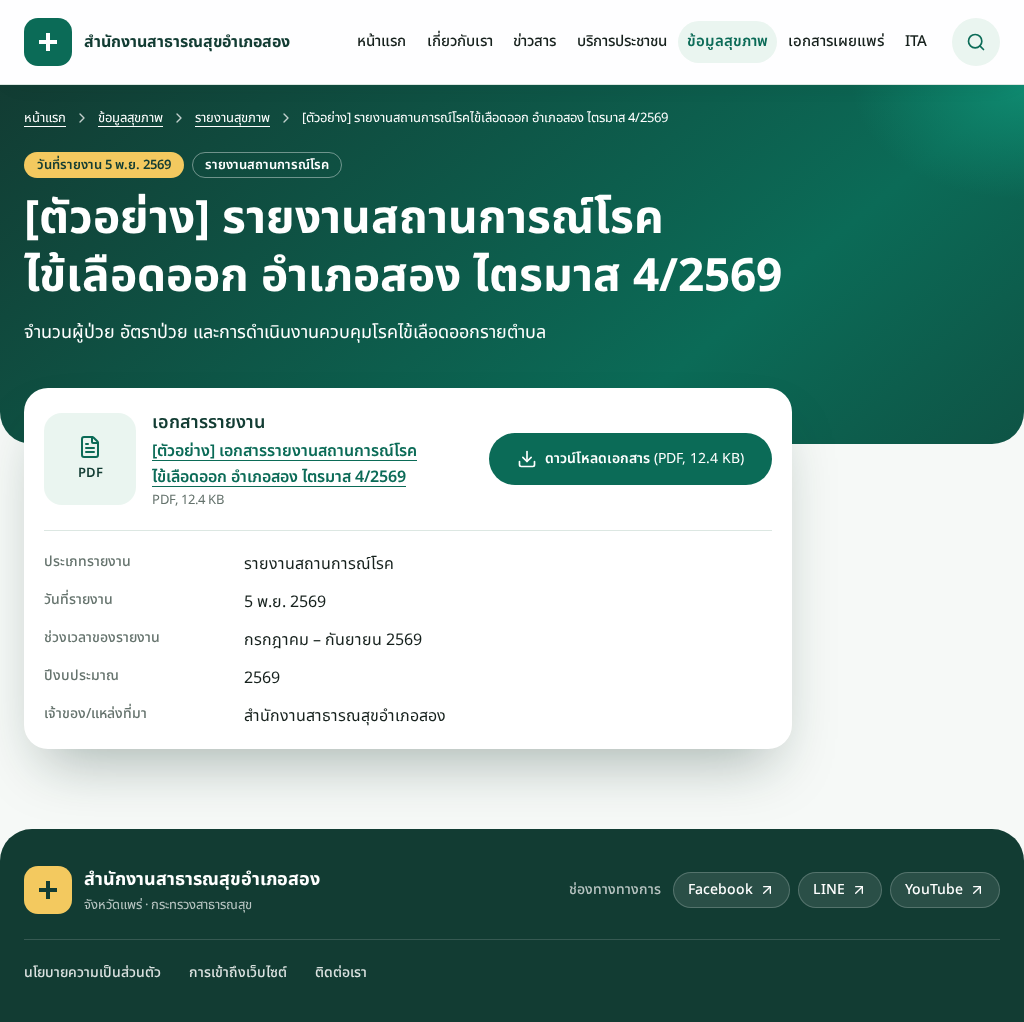 สำนักงานสาธารณสุขอำเภอสอง
หน้าแรก เกี่ยวกับเรา ข่าวสาร บริการประชาชน ข้อมูลสุขภาพ เอกสารเผยแพร่ ITA
หน้าแรก ข้อมูลสุขภาพ รายงานสุขภาพ [ตัวอย่าง] รายงานสถานการณ์โรคไข้เลือดออก อำเภอสอง ไตรมาส 4/2569
วันที่รายงาน 5 พ.ย. 2569 รายงานสถานการณ์โรค
[ตัวอย่าง] รายงานสถานการณ์โรค
ไข้เลือดออก อำเภอสอง ไตรมาส 4/2569
จำนวนผู้ป่วย อัตราป่วย และการดำเนินงานควบคุมโรคไข้เลือดออกรายตำบล
PDF
เอกสารรายงาน
[ตัวอย่าง] เอกสารรายงานสถานการณ์โรค
ไข้เลือดออก อำเภอสอง ไตรมาส 4/2569
PDF, 12.4 KB
ดาวน์โหลดเอกสาร (PDF, 12.4 KB)
ประเภทรายงาน รายงานสถานการณ์โรค
วันที่รายงาน 5 พ.ย. 2569
ช่วงเวลาของรายงาน กรกฎาคม – กันยายน 2569
ปีงบประมาณ 2569
เจ้าของ/แหล่งที่มา สำนักงานสาธารณสุขอำเภอสอง
สำนักงานสาธารณสุขอำเภอสอง
จังหวัดแพร่ · กระทรวงสาธารณสุข
ช่องทางทางการ Facebook LINE YouTube
นโยบายความเป็นส่วนตัว การเข้าถึงเว็บไซต์ ติดต่อเรา